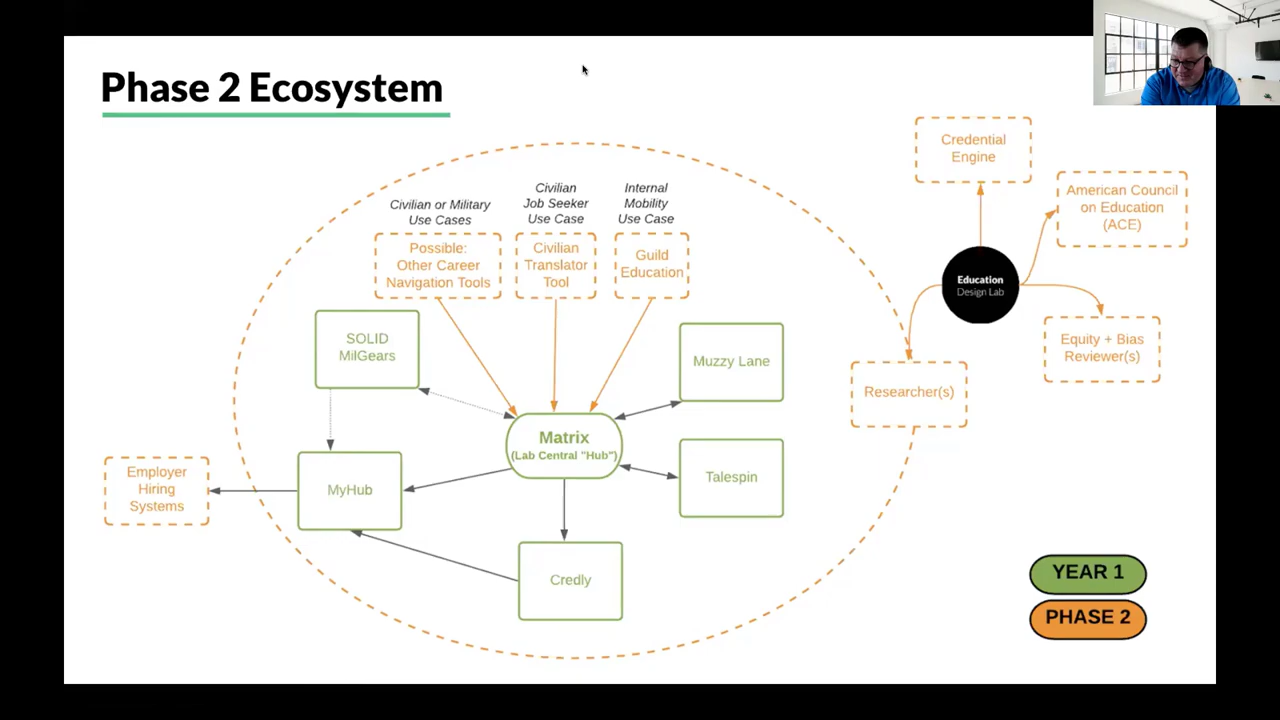 Phase 2 Ecosystem
Civilian or Military
Use Cases
Civilian
Job Seeker
Use Case
Internal
Mobility
Use Case
Possible:
Other Career
Navigation Tools
Civilian
Translator
Tool
Guild
Education
Credential
Engine
American Council
on Education
(ACE)
Education
Design Lab
Equity + Bias
Reviewer(s)
Researcher(s)
SOLID
MilGears
Muzzy Lane
Matrix
(Lab Central "Hub")
Talespin
MyHub
Employer
Hiring
Systems
Credly
YEAR 1
PHASE 2